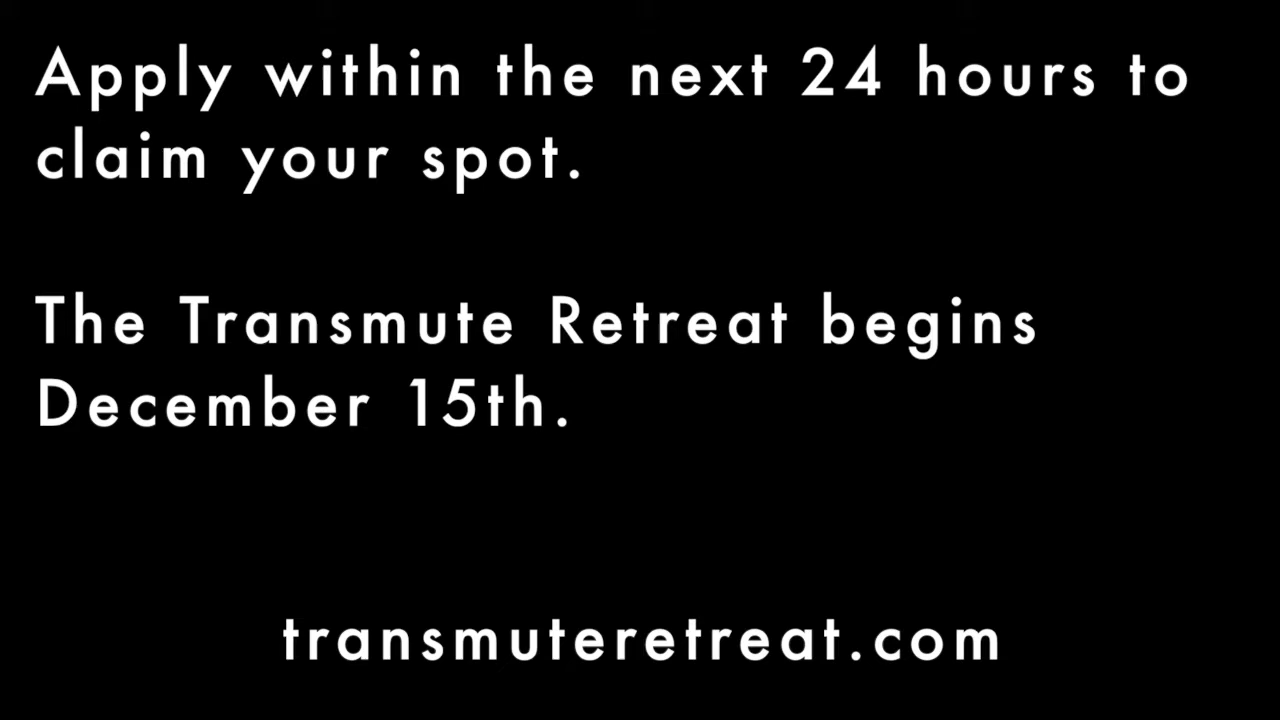 Apply within the next 24 hours to
claim your spot.
The Transmute Retreat begins
December 15th.
transmuteretreat.com